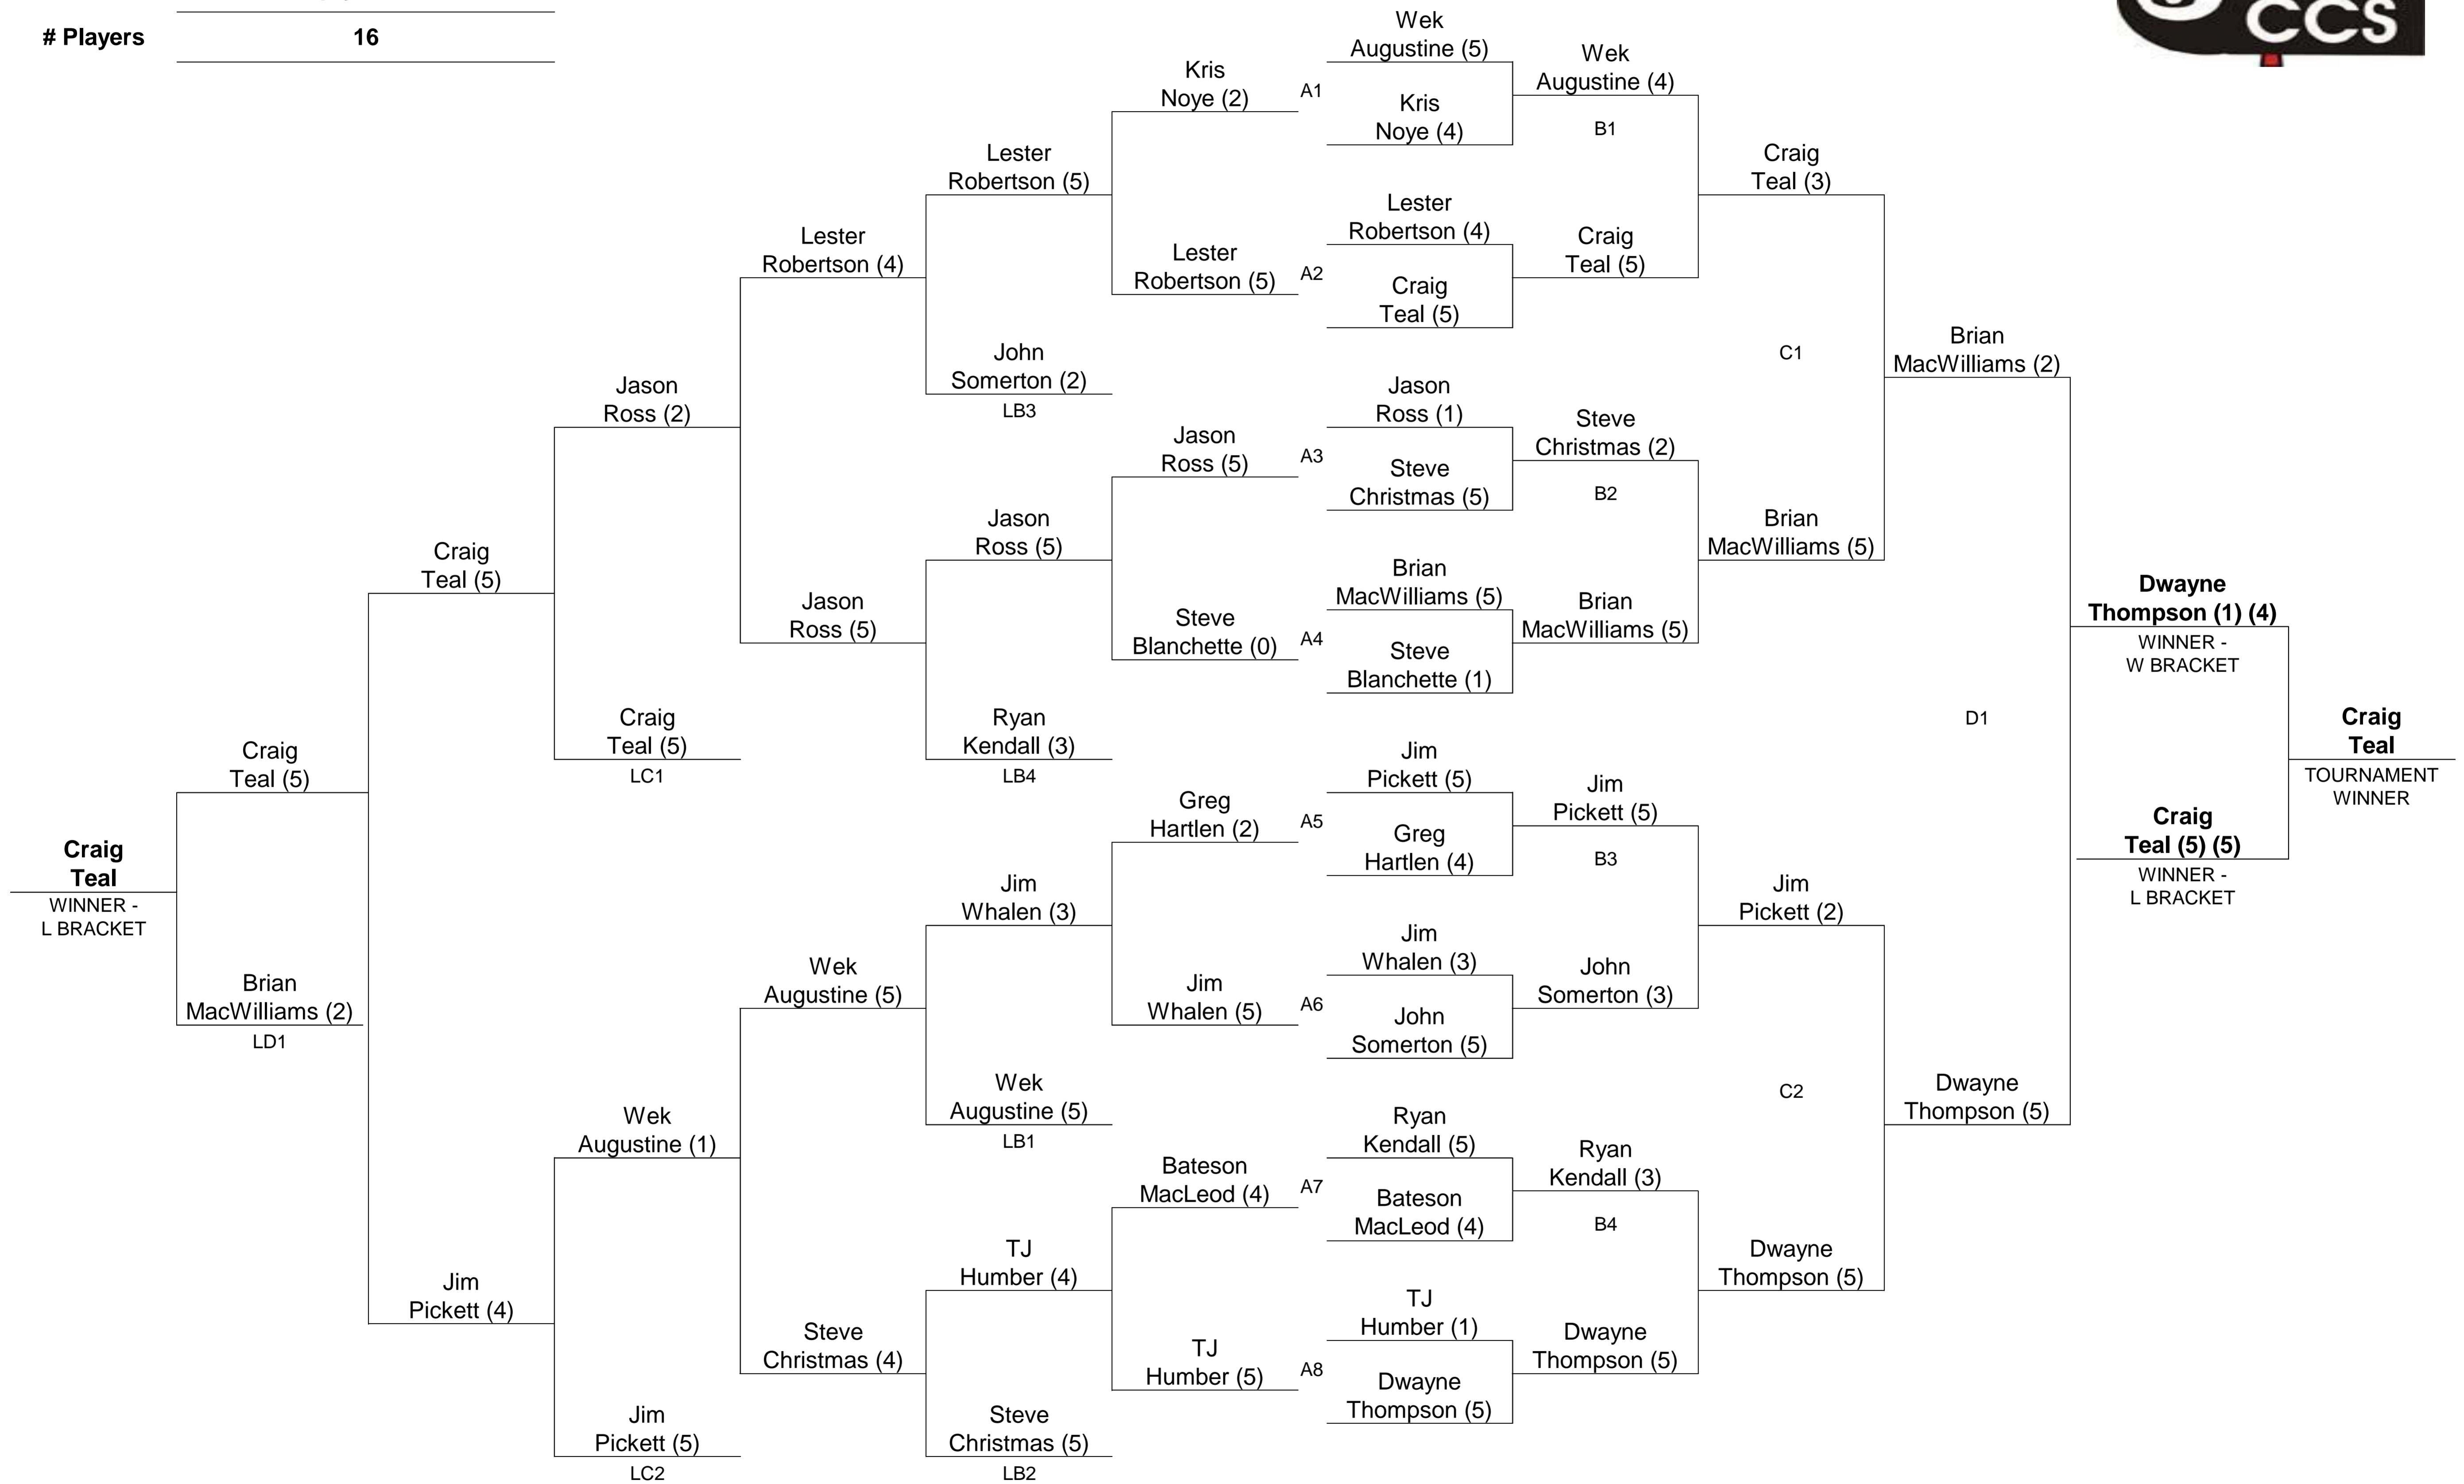 # Players
16
CCS
Craig
Teal
WINNER -
L BRACKET
Craig
Teal (5)
Brian
MacWilliams (2)
LD1
Craig
Teal (5)
Jim
Pickett (4)
Jason
Ross (2)
Craig
Teal (5)
LC1
Wek
Augustine (1)
Jim
Pickett (5)
LC2
Lester
Robertson (4)
Jason
Ross (5)
Wek
Augustine (5)
Steve
Christmas (4)
Lester
Robertson (5)
John
Somerton (2)
LB3
Jason
Ross (5)
Ryan
Kendall (3)
LB4
Jim
Whalen (3)
Wek
Augustine (5)
LB1
TJ
Humber (4)
Steve
Christmas (5)
LB2
Kris
Noye (2)
Lester
Robertson (5)
Jason
Ross (5)
Steve
Blanchette (0)
Greg
Hartlen (2)
Jim
Whalen (5)
Bateson
MacLeod (4)
TJ
Humber (5)
A1
A2
A3
A4
A5
A6
A7
A8
Wek
Augustine (5)
Kris
Noye (4)
Lester
Robertson (4)
Craig
Teal (5)
Jason
Ross (1)
Steve
Christmas (5)
Brian
MacWilliams (5)
Steve
Blanchette (1)
Jim
Pickett (5)
Greg
Hartlen (4)
Jim
Whalen (3)
John
Somerton (5)
Ryan
Kendall (5)
Bateson
MacLeod (4)
TJ
Humber (1)
Dwayne
Thompson (5)
Wek
Augustine (4)
B1
Craig
Teal (5)
Steve
Christmas (2)
B2
Brian
MacWilliams (5)
Jim
Pickett (5)
B3
John
Somerton (3)
Ryan
Kendall (3)
B4
Dwayne
Thompson (5)
Craig
Teal (3)
C1
Brian
MacWilliams (5)
Jim
Pickett (2)
C2
Dwayne
Thompson (5)
Brian
MacWilliams (2)
D1
Dwayne
Thompson (5)
Dwayne
Thompson (1) (4)
WINNER -
W BRACKET
Craig
Teal (5) (5)
WINNER -
L BRACKET
Craig
Teal
TOURNAMENT
WINNER